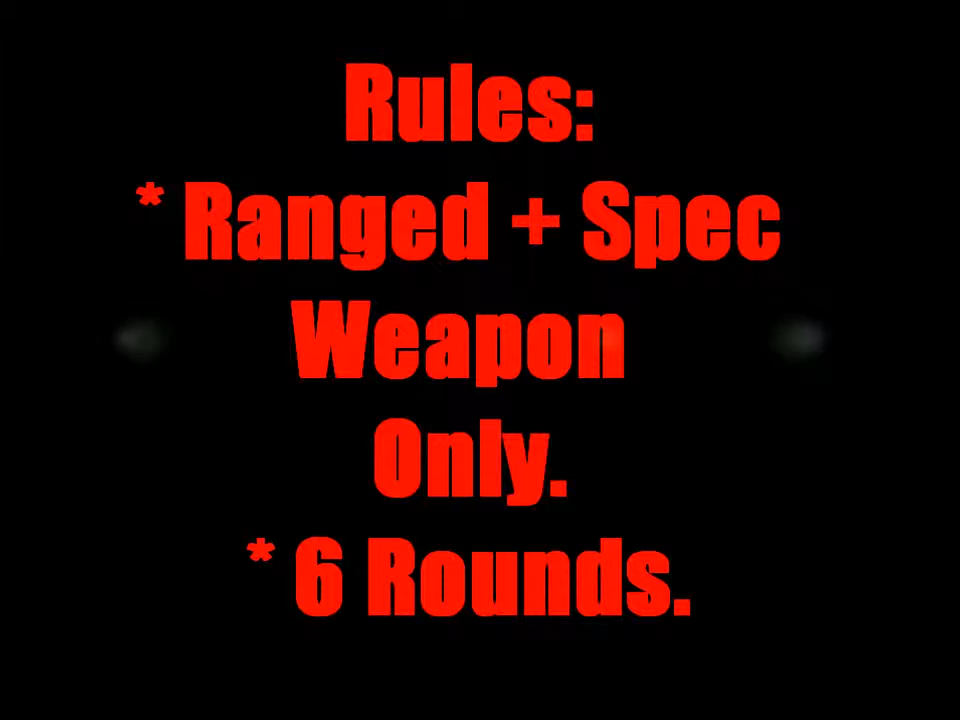 Rules:
* Ranged + Spec
Weapon
Only.
* 6 Rounds.